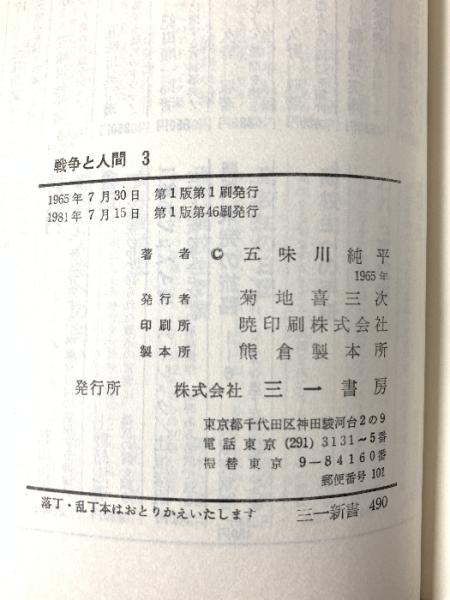 戦争と人間 3
1965年7月30日 第1版第1刷発行
1981年7月15日 第1版第46刷発行
著者 © 五味川純平
1965年
発行者 菊地喜三次
印刷所 暁印刷株式会社
製本所 熊倉製本所
発行所 株式会社 三一書房
東京都千代田区神田駿河台2の9
電話東京 (291) 3131~5番
振替東京 9-84160番
郵便番号 101
落丁・乱丁本はおとりかえいたします 三一新書 490